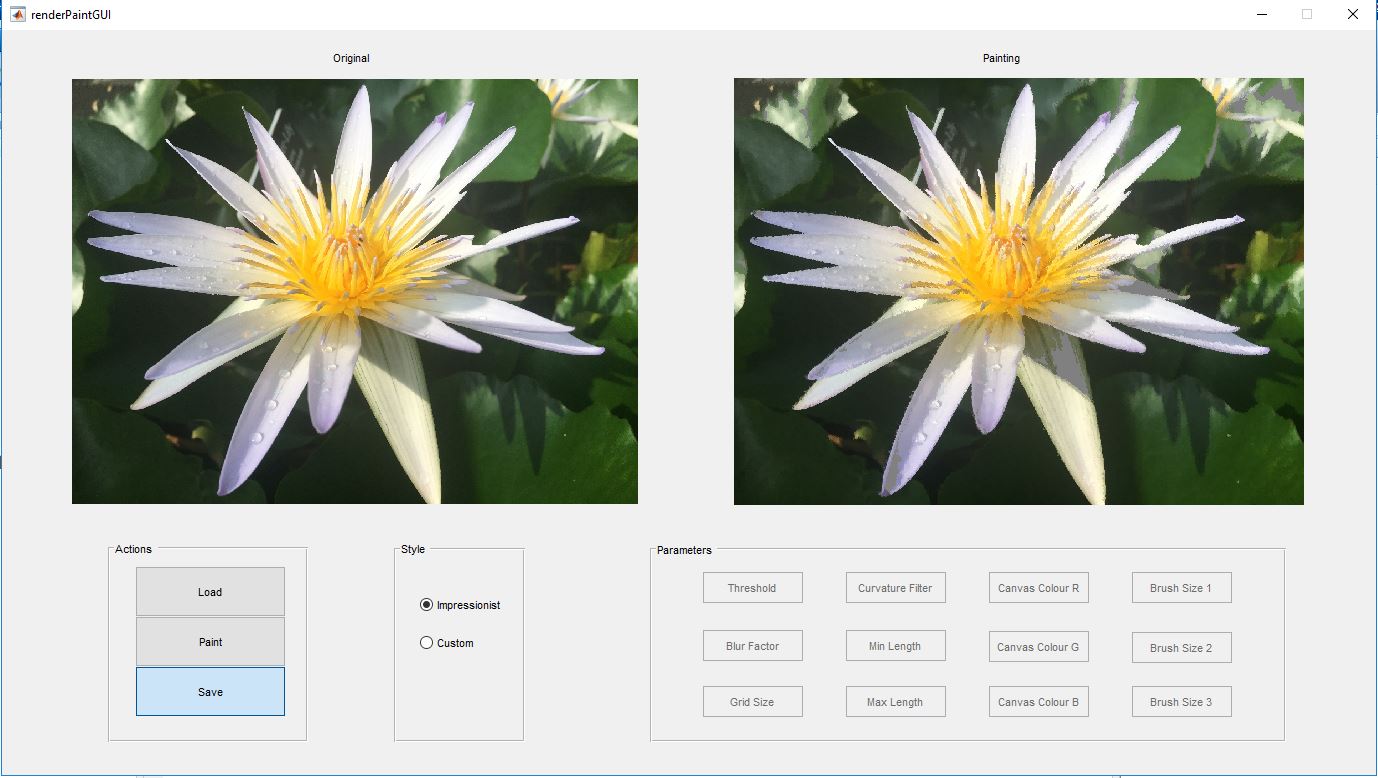 renderPaintGUI
Original
Painting
Actions
Load
Paint
Save
Style
Impressionist
Custom
Parameters
Threshold
Curvature Filter
Canvas Colour R
Brush Size 1
Blur Factor
Min Length
Canvas Colour G
Brush Size 2
Grid Size
Max Length
Canvas Colour B
Brush Size 3